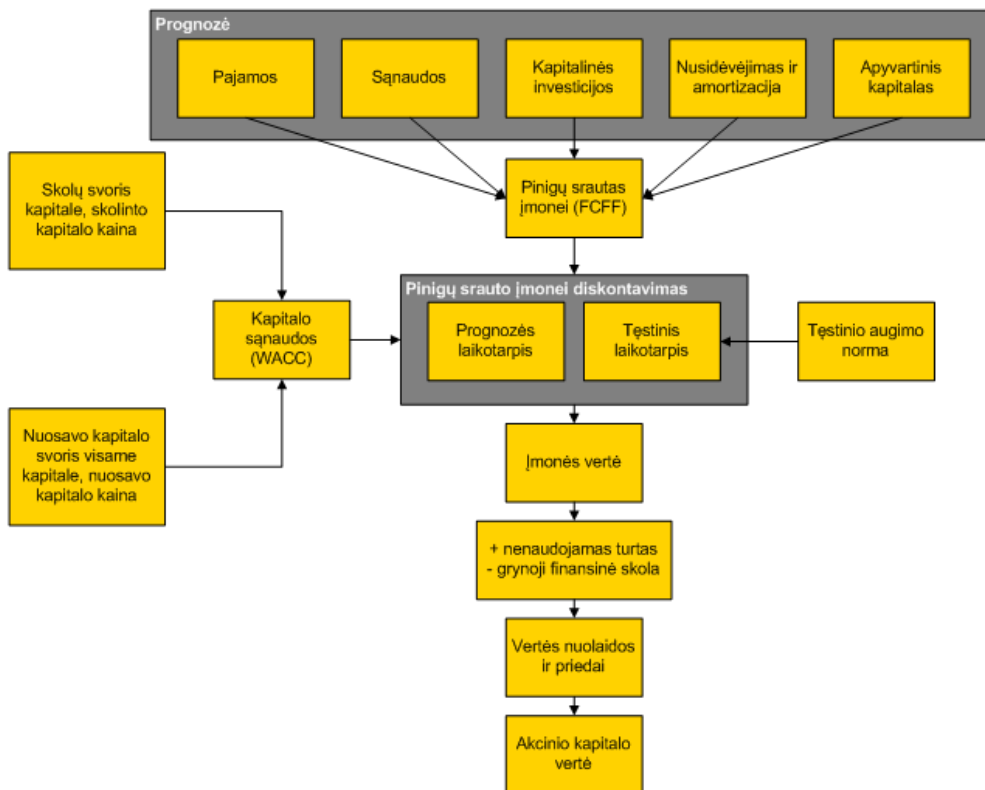 Prognozė
Pajamos
Sąnaudos
Kapitalinės
investicijos
Nusidvėjimas ir
amortizacija
Apyvartinis
kapitalas
Skolų svoris
kapitale, skolinto
kapitalo kaina
Pinigų srautas
įmonei (FCFF)
Pinigų srauto įmonei diskontavimas
Kapitalo
sąnaudos
(WACC)
Prognozės
laikotarpis
Tęstinis
laikotarpis
Tęstinio augimo
norma
Nuosavo kapitalo
svoris visame
kapitale, nuosavo
kapitalo kaina
Įmonės vertė
+ nenaudojamas turtas
- grynoji finansinė skola
Vertės nuolaidos
ir priedai
Akcinio kapitalo
vertė